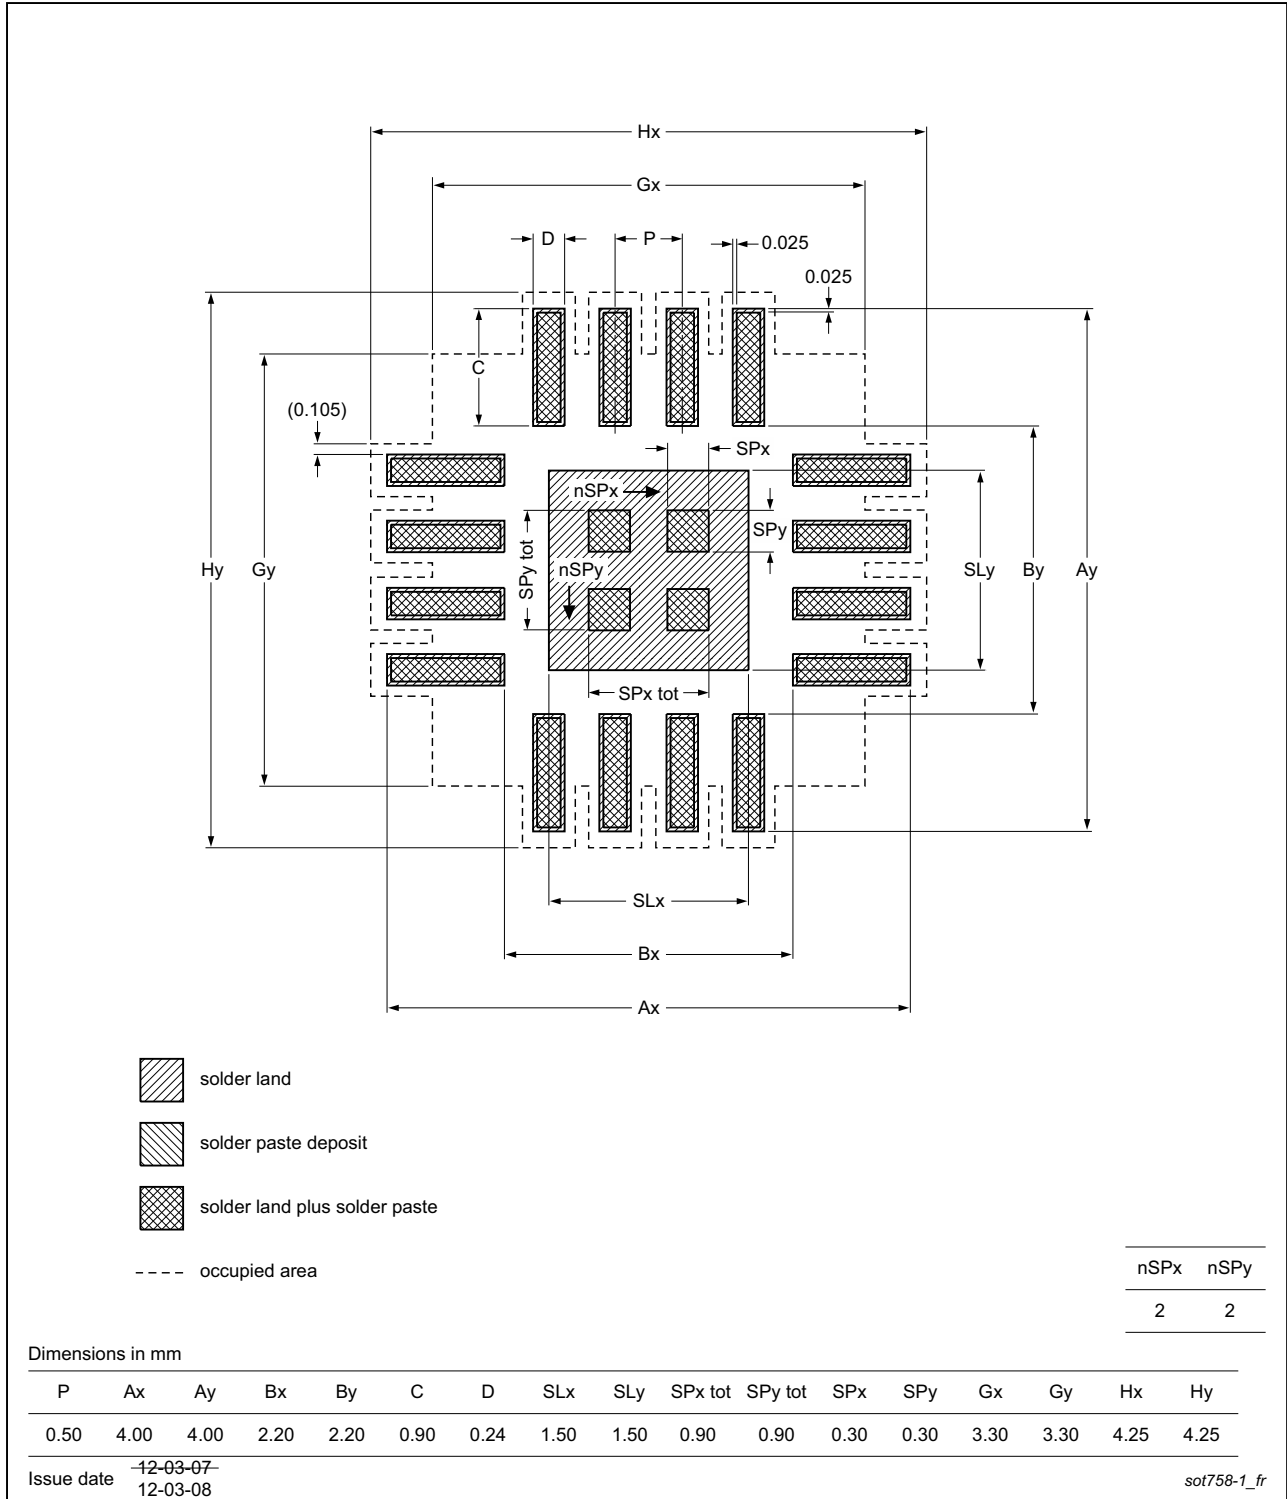 Hx
Gx
D
P
0.025
0.025
C
(0.105)
SPx
nSPx
SPy
SPy tot
nSPy
Hy
Gy
SLy
By
Ay
SPx tot
SLx
Bx
Ax
solder land
solder paste deposit
solder land plus solder paste
occupied area
nSPx nSPy
2 2
Dimensions in mm
P Ax Ay Bx By C D SLx SLy SPx tot SPy tot SPx SPy Gx Gy Hx Hy
0.50 4.00 4.00 2.20 2.20 0.90 0.24 1.50 1.50 0.90 0.90 0.30 0.30 3.30 3.30 4.25 4.25
Issue date 12-03-07
12-03-08
sot758-1_fr